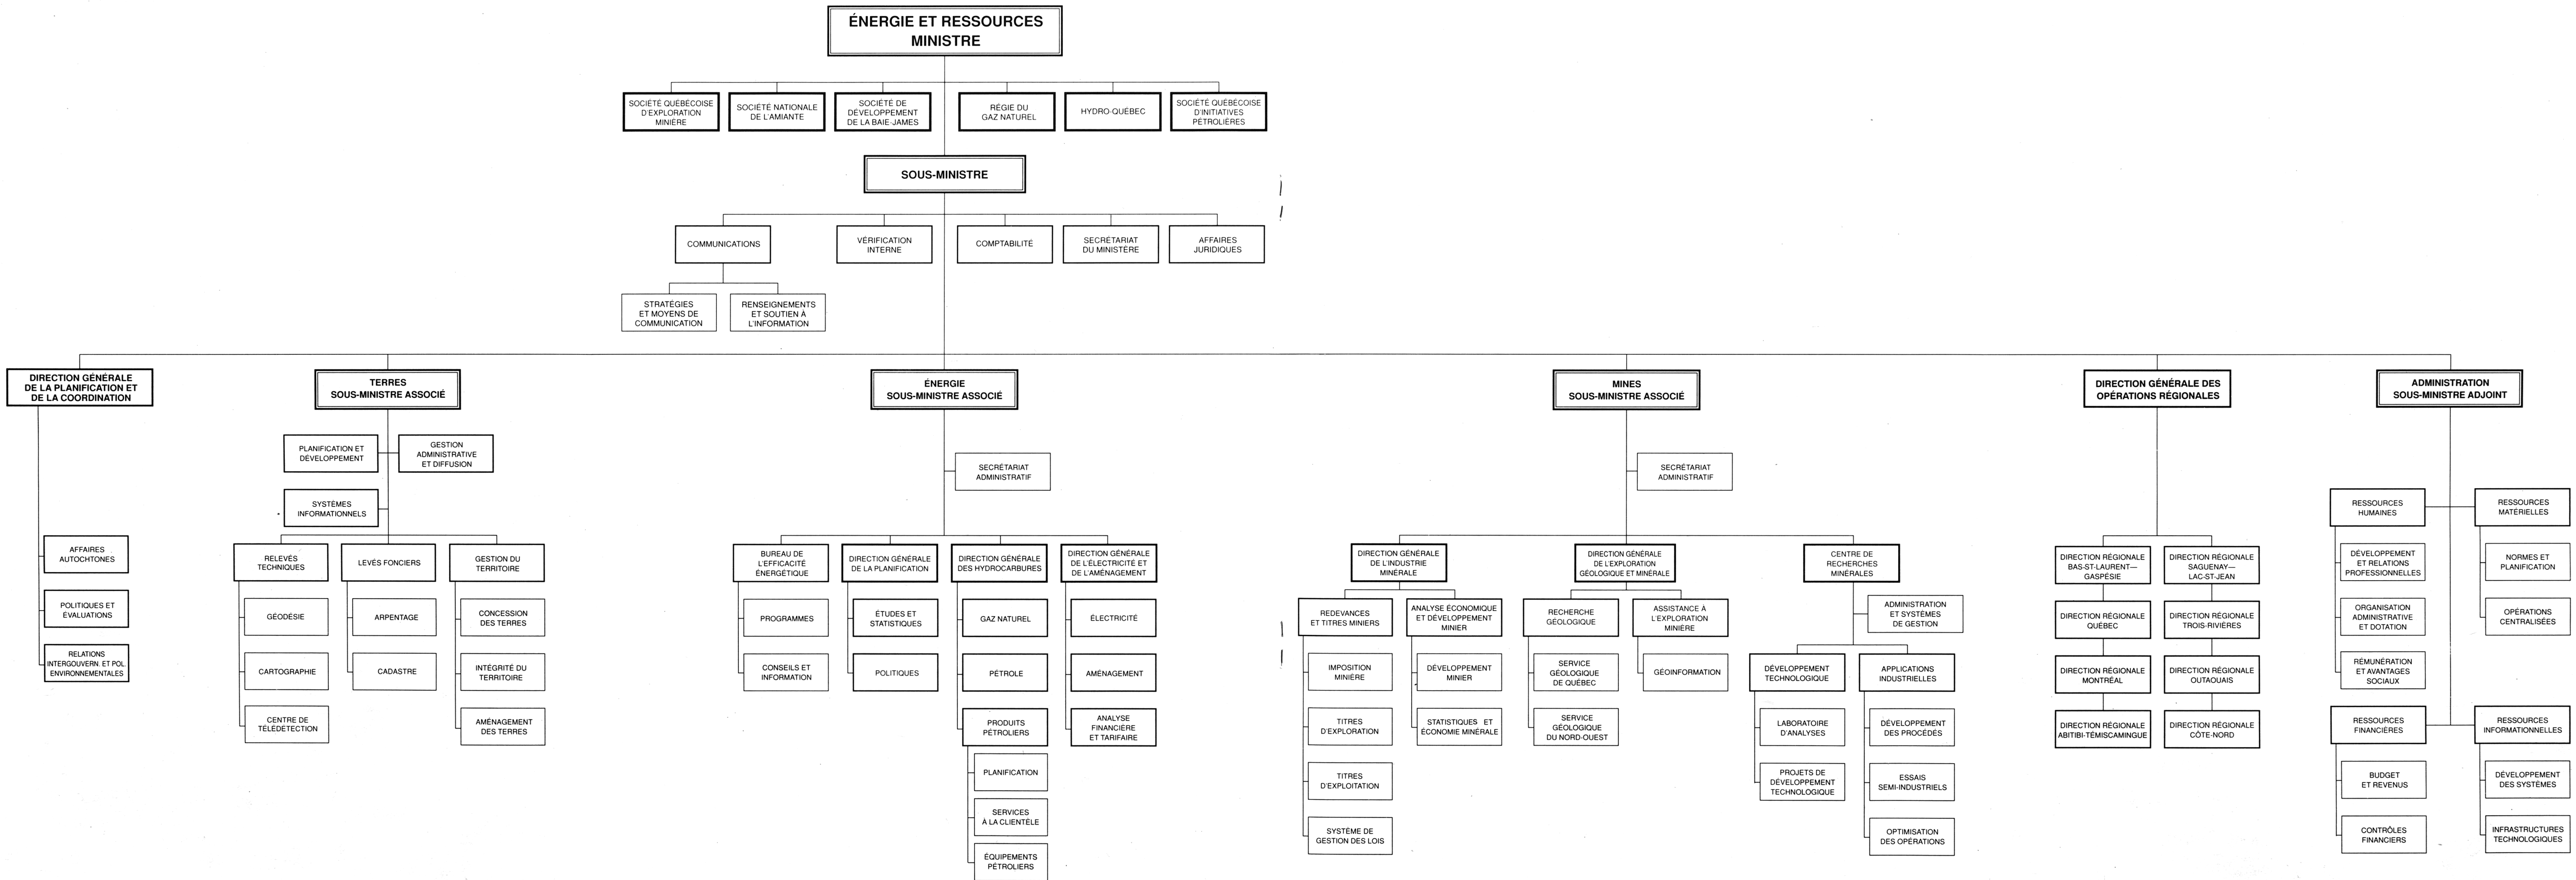 ÉNERGIE ET RESSOURCES
MINISTRE
SOCIÉTÉ QUÉBÉCOISE
D'EXPLORATION
MINIÈRE
SOCIÉTÉ NATIONALE
DE L'AMIANTE
SOCIÉTÉ DE
DÉVELOPPEMENT
DE LA BAIE-JAMES
RÉGIE DU
GAZ NATUREL
HYDRO-QUÉBEC
SOCIÉTÉ QUÉBÉCOISE
D'INITIATIVES
PÉTROLIÈRES
SOUS-MINISTRE
COMMUNICATIONS
VÉRIFICATION
INTERNE
COMPTABILITÉ
SECRÉTARIAT
DU MINISTÈRE
AFFAIRES
JURIDIQUES
STRATÉGIES
ET MOYENS DE
COMMUNICATION
RENSEIGNEMENTS
ET SOUTIEN À
L'INFORMATION
DIRECTION GÉNÉRALE
DE LA PLANIFICATION ET
DE LA COORDINATION
AFFAIRES
AUTOCHTONES
POLITIQUES ET
ÉVALUATIONS
RELATIONS
INTERGOUVERN. ET POL.
ENVIRONNEMENTALES
TERRES
SOUS-MINISTRE ASSOCIÉ
PLANIFICATION ET
DÉVELOPPEMENT
GESTION
ADMINISTRATIVE
ET DIFFUSION
SYSTÈMES
INFORMATIONNELS
RELEVÉS
TECHNIQUES
GÉODÉSIE
CARTOGRAPHIE
CENTRE DE
TÉLÉDÉTECTION
LEVÉS FONCIERS
ARPENTAGE
CADASTRE
GESTION DU
TERRITOIRE
CONCESSION
DES TERRES
INTÉGRITÉ DU
TERRITOIRE
AMÉNAGEMENT
DES TERRES
ÉNERGIE
SOUS-MINISTRE ASSOCIÉ
SECRÉTARIAT
ADMINISTRATIF
BUREAU DE
L'EFFICACITÉ
ÉNERGÉTIQUE
PROGRAMMES
CONSEILS ET
INFORMATION
DIRECTION GÉNÉRALE
DE LA PLANIFICATION
ÉTUDES ET
STATISTIQUES
POLITIQUES
DIRECTION GÉNÉRALE
DES HYDROCARBURES
GAZ NATUREL
PÉTROLE
PRODUITS
PÉTROLIERS
PLANIFICATION
SERVICES
À LA CLIENTÈLE
ÉQUIPEMENTS
PÉTROLIERS
DIRECTION GÉNÉRALE
DE L'ÉLECTRICITÉ ET
DE L'AMÉNAGEMENT
ÉLECTRICITÉ
AMÉNAGEMENT
ANALYSE
FINANCIÈRE
ET TARIFAIRE
MINES
SOUS-MINISTRE ASSOCIÉ
SECRÉTARIAT
ADMINISTRATIF
DIRECTION GÉNÉRALE
DE L'INDUSTRIE
MINÉRALE
REDEVANCES
ET TITRES MINIERS
IMPOSITION
MINIÈRE
TITRES
D'EXPLORATION
TITRES
D'EXPLOITATION
SYSTÈME DE
GESTION DES LOIS
ANALYSE ÉCONOMIQUE
ET DÉVELOPPEMENT
MINIER
DÉVELOPPEMENT
MINIER
STATISTIQUES ET
ÉCONOMIE MINÉRALE
DIRECTION GÉNÉRALE
DE L'EXPLORATION
GÉOLOGIQUE ET MINÉRALE
RECHERCHE
GÉOLOGIQUE
SERVICE
GÉOLOGIQUE
DE QUÉBEC
SERVICE
GÉOLOGIQUE
DU NORD-OUEST
ASSISTANCE À
L'EXPLORATION
MINIÈRE
GÉOINFORMATION
CENTRE DE
RECHERCHES
MINÉRALES
ADMINISTRATION
ET SYSTÈMES
DE GESTION
DÉVELOPPEMENT
TECHNOLOGIQUE
LABORATOIRE
D'ANALYSES
PROJETS DE
DÉVELOPPEMENT
TECHNOLOGIQUE
APPLICATIONS
INDUSTRIELLES
DÉVELOPPEMENT
DES PROCÉDÉS
ESSAIS
SEMI-INDUSTRIELS
OPTIMISATION
DES OPÉRATIONS
DIRECTION GÉNÉRALE DES
OPÉRATIONS RÉGIONALES
DIRECTION RÉGIONALE
BAS-ST-LAURENT—
GASPÉSIE
DIRECTION RÉGIONALE
SAGUENAY—
LAC-ST-JEAN
DIRECTION RÉGIONALE
QUÉBEC
DIRECTION RÉGIONALE
TROIS-RIVIÈRES
DIRECTION RÉGIONALE
MONTRÉAL
DIRECTION RÉGIONALE
OUTAOUAIS
DIRECTION RÉGIONALE
ABITIBI-TÉMISCAMINGUE
DIRECTION RÉGIONALE
CÔTE-NORD
ADMINISTRATION
SOUS-MINISTRE ADJOINT
RESSOURCES
HUMAINES
DÉVELOPPEMENT
ET RELATIONS
PROFESSIONNELLES
ORGANISATION
ADMINISTRATIVE
ET DOTATION
RÉMUNÉRATION
ET AVANTAGES
SOCIAUX
RESSOURCES
MATÉRIELLES
NORMES ET
PLANIFICATION
OPÉRATIONS
CENTRALISÉES
RESSOURCES
FINANCIÈRES
BUDGET
ET REVENUS
CONTRÔLES
FINANCIERS
RESSOURCES
INFORMATIONNELLES
DÉVELOPPEMENT
DES SYSTÈMES
INFRASTRUCTURES
TECHNOLOGIQUES